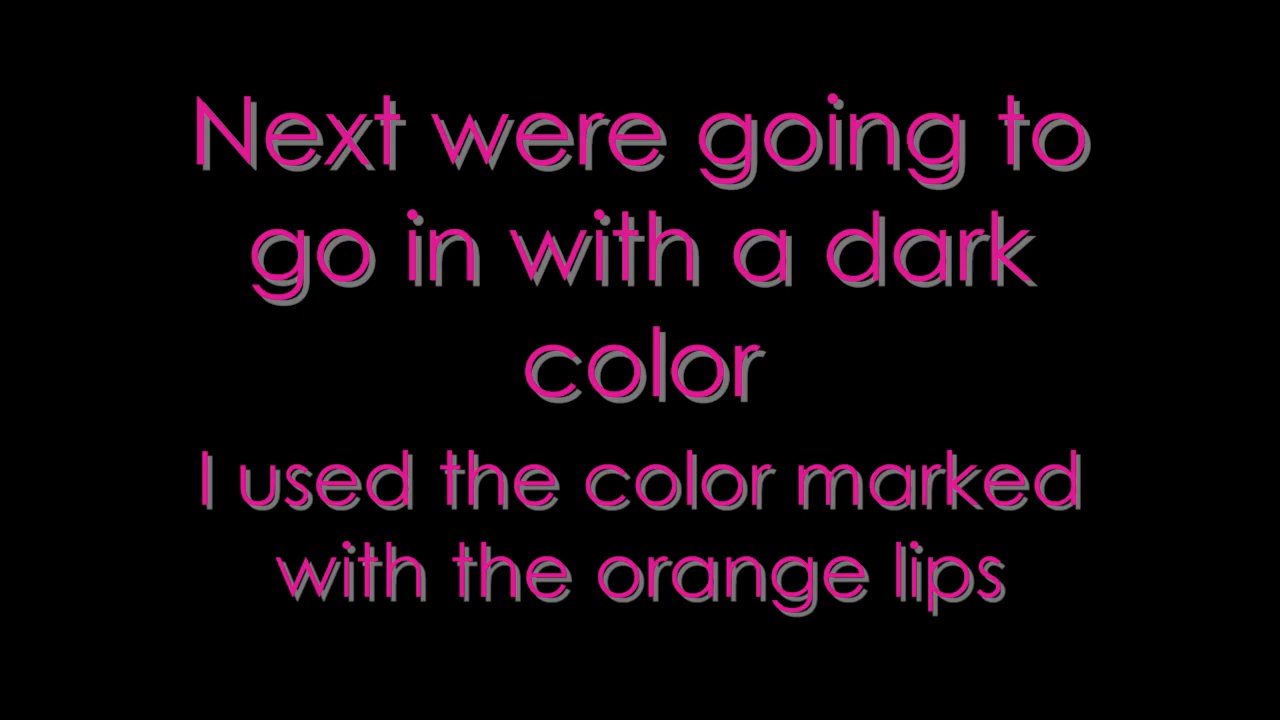 Next were going to
go in with a dark
color
I used the color marked
with the orange lips